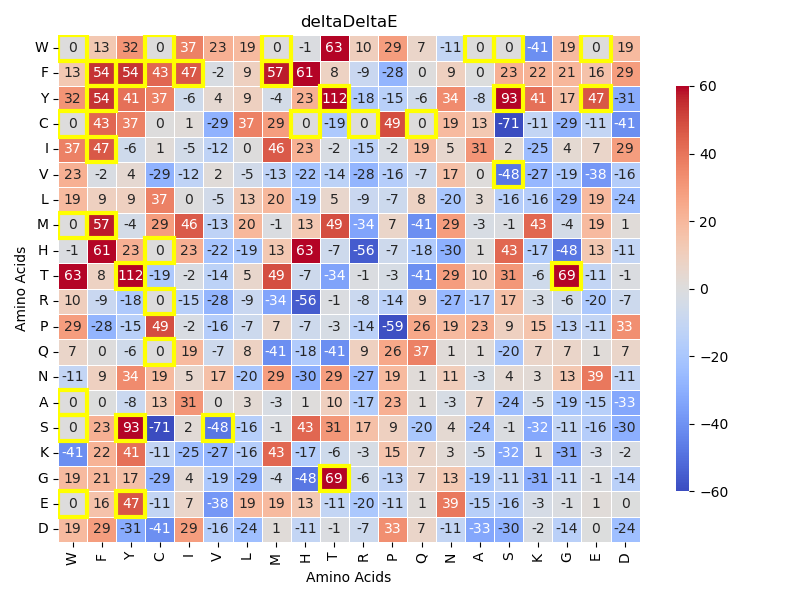 deltaDeltaE
W 0 13 32 0 37 23 19 0 -1 63 10 29 7 -11 0 0 -41 19 0 19
F 13 54 54 43 47 -2 9 57 61 8 -9 -28 0 9 0 23 22 21 16 29
Y 32 54 41 37 -6 4 9 -4 23 112 -18 -15 -6 34 -8 93 41 17 47 -31
C 0 43 37 0 1 -29 37 29 0 -19 0 49 0 19 13 -71 -11 -29 -11 -41
I 37 47 -6 1 -5 -12 0 46 23 -2 -15 -2 19 5 31 2 -25 4 7 29
V 23 -2 4 -29 -12 2 -5 -13 -22 -14 -28 -16 -7 17 0 -48 -27 -19 -38 -16
L 19 9 9 37 0 -5 13 20 -19 5 -9 -7 8 -20 3 -16 -16 -29 19 -24
M 0 57 -4 29 46 -13 20 -1 13 49 -34 7 -41 29 -3 -1 43 -4 19 1
H -1 61 23 0 23 -22 -19 13 63 -7 -56 -7 -18 -30 1 43 -17 -48 13 -11
T 63 8 112 -19 -2 -14 5 49 -7 -34 -1 -3 -41 29 10 31 -6 69 -11 -1
R 10 -9 -18 0 -15 -28 -9 -34 -56 -1 -8 -14 9 -27 -17 17 -3 -6 -20 -7
P 29 -28 -15 49 -2 -16 -7 7 -7 -3 -14 -59 26 19 23 9 15 -13 -11 33
Q 7 0 -6 0 19 -7 8 -41 -18 -41 9 26 37 1 1 -20 7 7 1 7
N -11 9 34 19 5 17 -20 29 -30 29 -27 19 1 11 -3 4 3 13 39 -11
A 0 0 -8 13 31 0 3 -3 1 10 -17 23 1 -3 7 -24 -5 -19 -15 -33
S 0 23 93 -71 2 -48 -16 -1 43 31 17 9 -20 4 -24 -1 -32 -11 -16 -30
K -41 22 41 -11 -25 -27 -16 43 -17 -6 -3 15 7 3 -5 -32 1 -31 -3 -2
G 19 21 17 -29 4 -19 -29 -4 -48 69 -6 -13 7 13 -19 -11 -31 -11 -1 -14
E 0 16 47 -11 7 -38 19 19 13 -11 -20 -11 1 39 -15 -16 -3 -1 1 0
D 19 29 -31 -41 29 -16 -24 1 -11 -1 -7 33 7 -11 -33 -30 -2 -14 0 -24
W F Y C I V L M H T R P Q N A S K G E D
Amino Acids
Amino Acids
60
40
20
0
−20
−40
−60